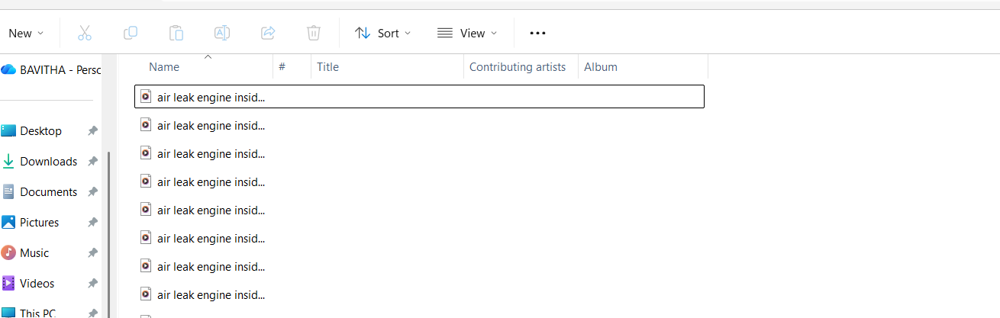 New
Sort
View
BAVITHA - Persc
Desktop
Downloads
Documents
Pictures
Music
Videos
This PC
Name # Title Contributing artists Album
air leak engine insid...
air leak engine insid...
air leak engine insid...
air leak engine insid...
air leak engine insid...
air leak engine insid...
air leak engine insid...
air leak engine insid...